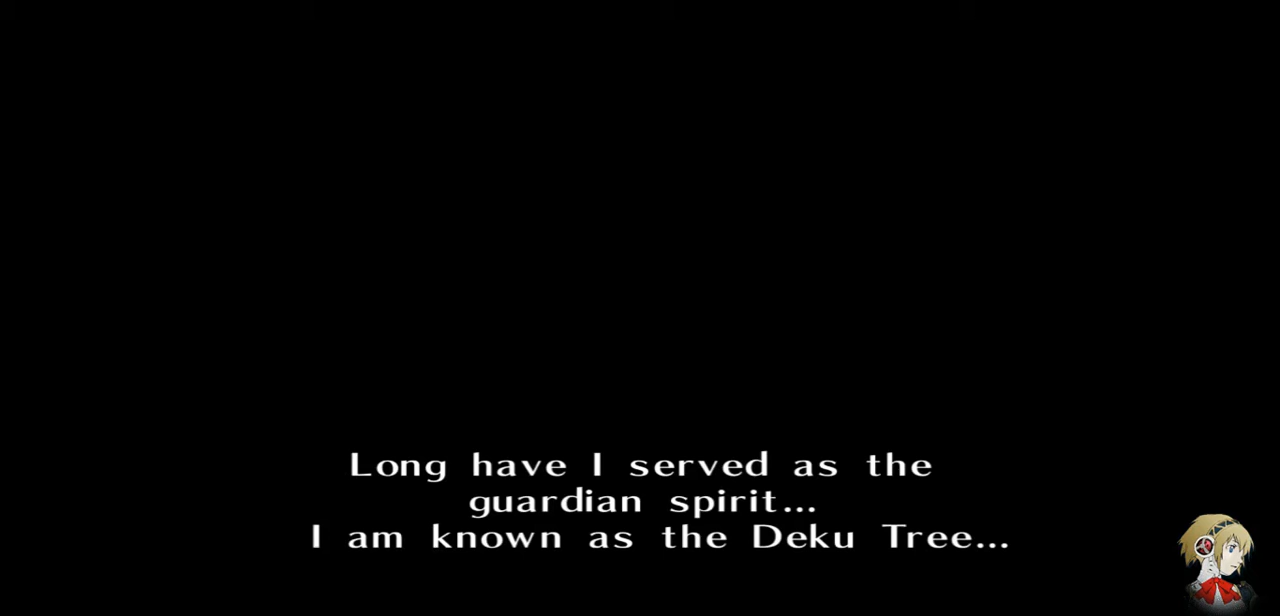 Long have I served as the
guardian spirit...
I am known as the Deku Tree...